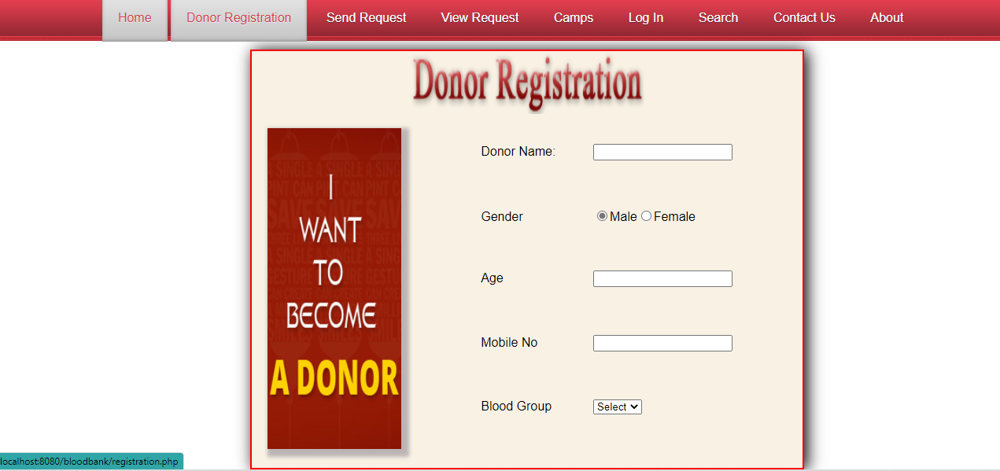 Home Donor Registration Send Request View Request Camps Log In Search Contact Us About
Donor Registration
I
WANT
TO
BECOME
A DONOR
Donor Name:
Gender Male Female
Age
Mobile No
Blood Group Select
localhost:8080/bloodbank/registration.php